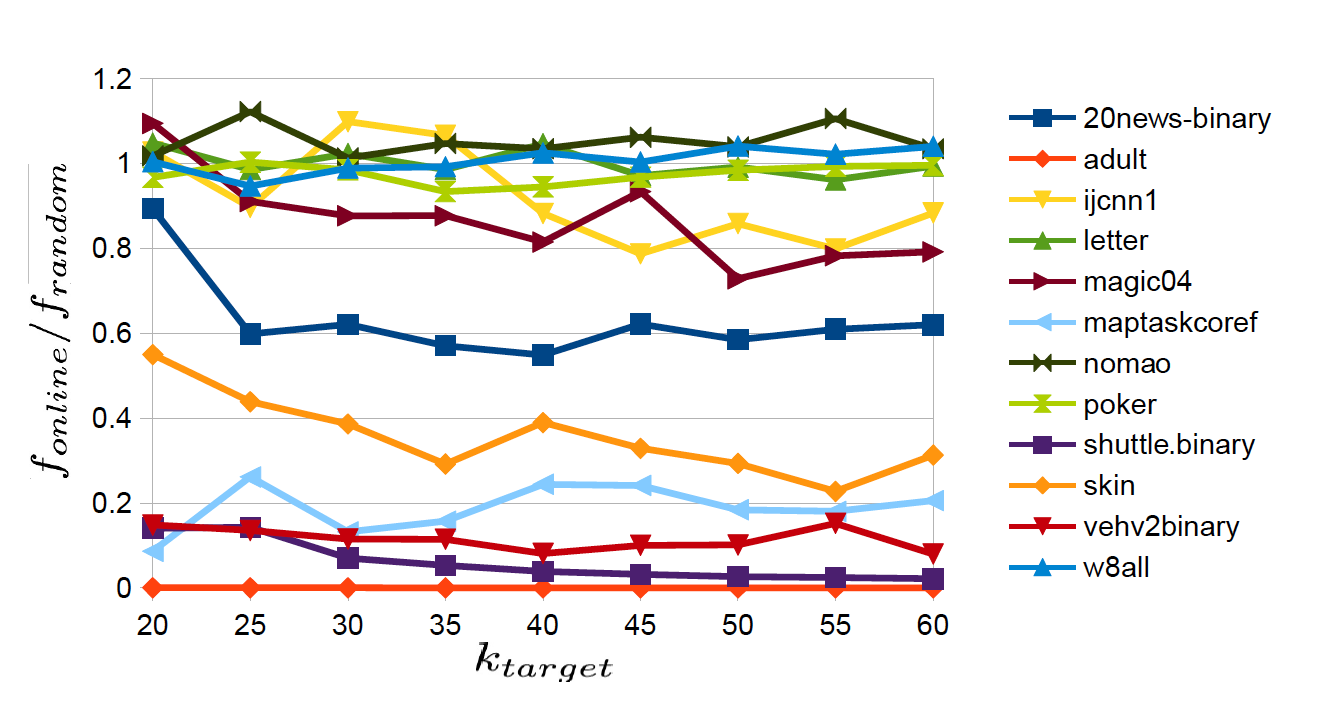 1.2
1
0.8
0.6
0.4
0.2
0
20 25 30 35 40 45 50 55 60
f_online/f_random
k_target
20news-binary
adult
ijcnn1
letter
magic04
maptaskcoref
nomao
poker
shuttle.binary
skin
vehv2binary
w8all